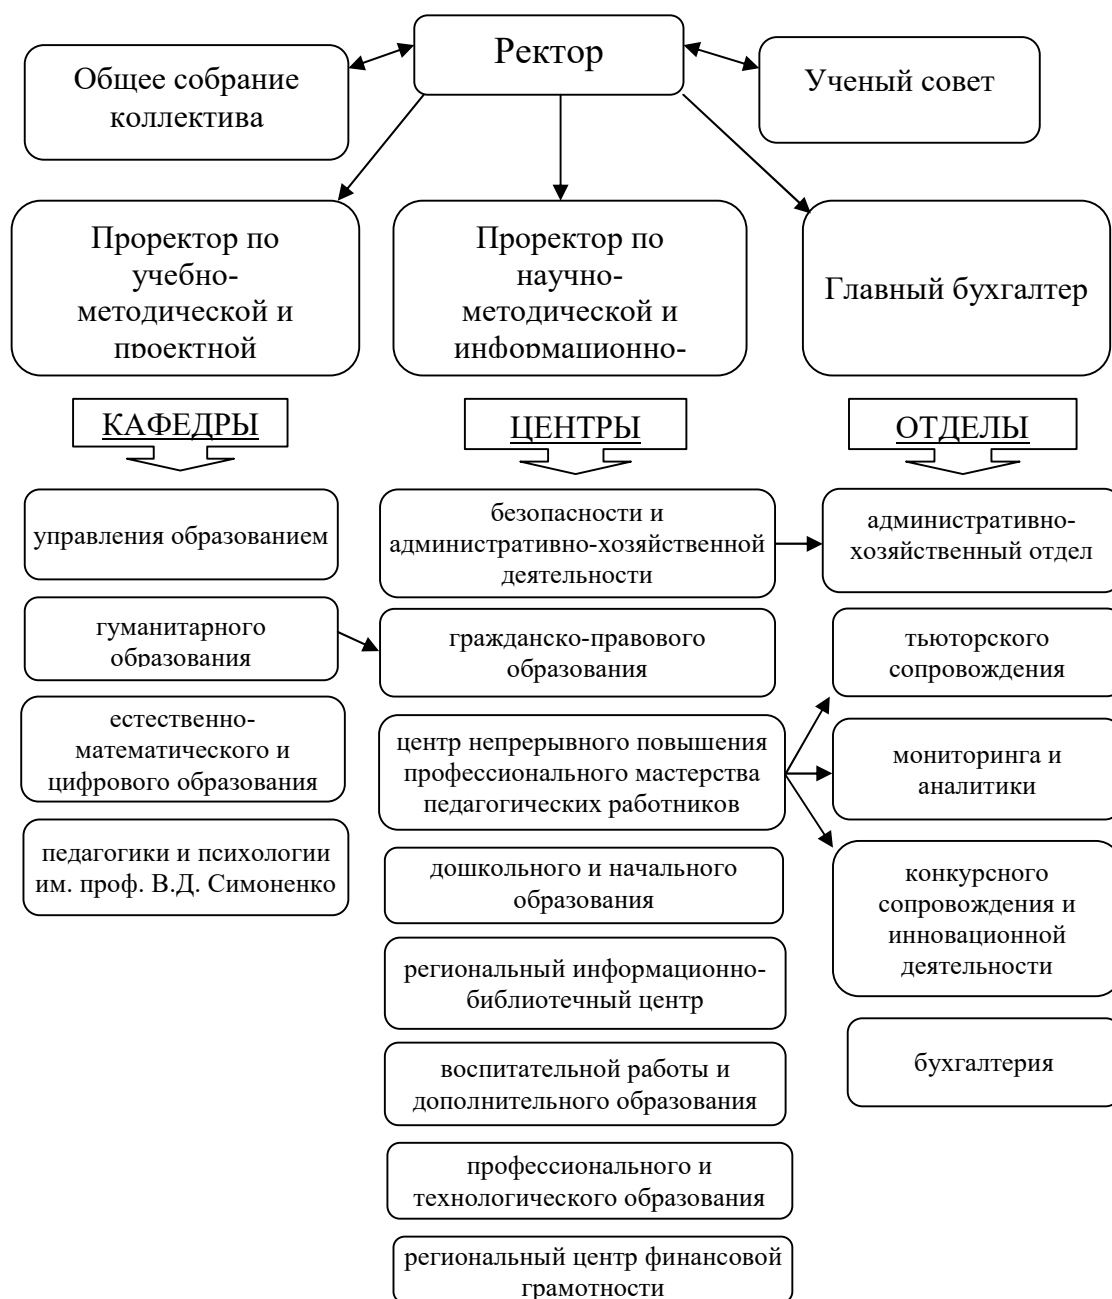 Ректор
Общее собрание
коллектива
Ученый совет
Проректор по
учебно-
методической и
проектной
Проректор по
научно-
методической и
информационно-
Главный бухгалтер
КАФЕДРЫ
ЦЕНТРЫ
ОТДЕЛЫ
управления образованием
гуманитарного
образования
естественно-
математического и
цифрового образования
педагогики и психологии
им. проф. В.Д. Симоненко
безопасности и
административно-хозяйственной
деятельности
гражданско-правового
образования
центр непрерывного повышения
профессионального мастерства
педагогических работников
дошкольного и начального
образования
региональный информационно-
библиотечный центр
воспитательной работы и
дополнительного образования
профессионального и
технологического образования
региональный центр финансовой
грамотности
административно-
хозяйственный отдел
тьюторского
сопровождения
мониторинга и
аналитики
конкурсного
сопровождения и
инновационной
деятельности
бухгалтерия